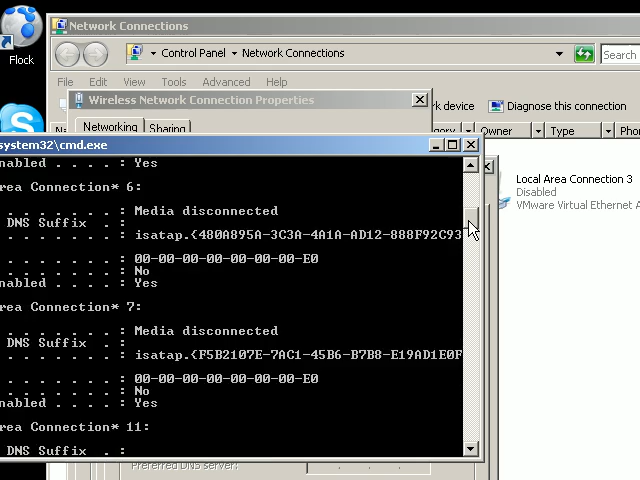 Network Connections
Flock
Control Panel Network Connections
Search
File Edit View Tools Advanced Help
Wireless Network Connection Properties
device Diagnose this connection
Networking Sharing
Owner Type
system32\cmd.exe
nabled . . . . : Yes
rea Connection* 6:
. . . . . . . : Media disconnected
DNS Suffix . :
. . . . . . . : isatap.{480A895A-3C3A-4A1A-AD12-888F92C93
. . . . . . . : 00-00-00-00-00-00-00-E0
. . . . . . . : No
nabled . . . . : Yes
rea Connection* 7:
. . . . . . . : Media disconnected
DNS Suffix . :
. . . . . . . : isatap.{F5B2107E-7AC1-45B6-B7B8-E19AD1E0F
. . . . . . . : 00-00-00-00-00-00-00-E0
. . . . . . . : No
nabled . . . . : Yes
rea Connection* 11:
DNS Suffix . :
Local Area Connection 3
Disabled
VMware Virtual Ethernet A
Preferred DNS server: